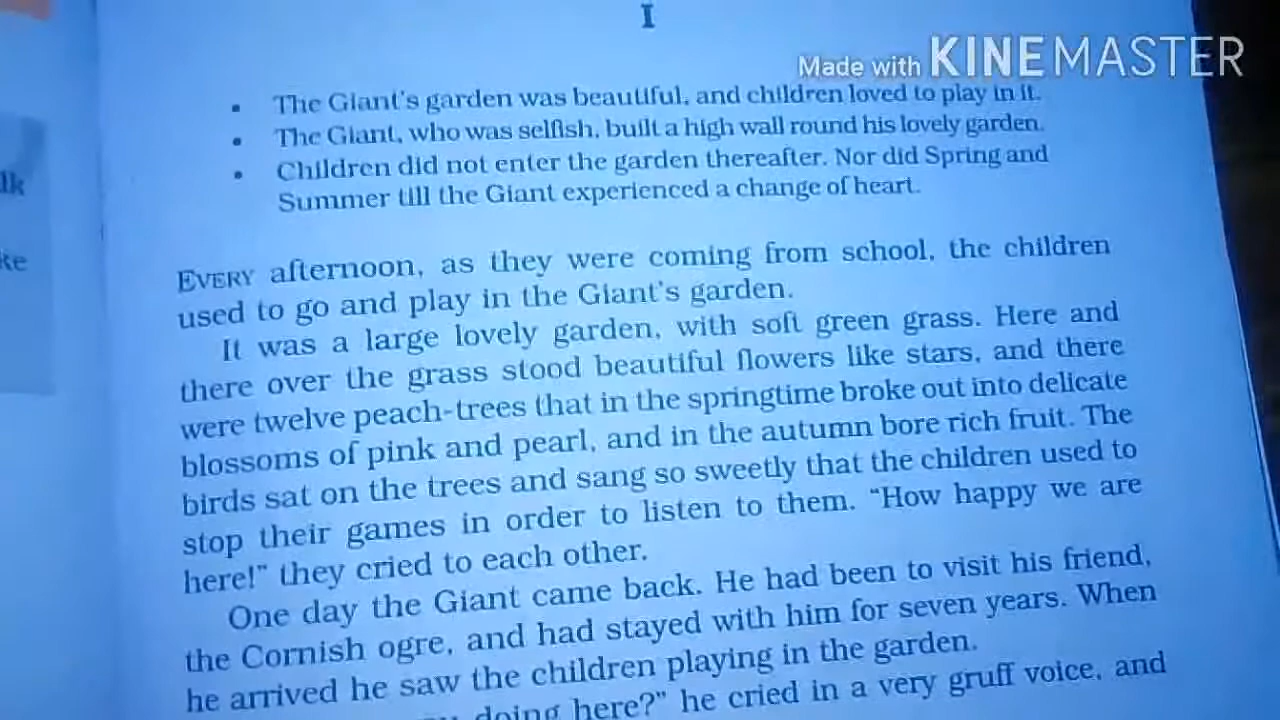 I
Made with KINEMASTER
• The Giant's garden was beautiful, and children loved to play in it.
• The Giant, who was selfish, built a high wall round his lovely garden.
• Children did not enter the garden thereafter. Nor did Spring and
Summer till the Giant experienced a change of heart.
lk
ke
EVERY afternoon, as they were coming from school, the children
used to go and play in the Giant's garden.
It was a large lovely garden, with soft green grass. Here and
there over the grass stood beautiful flowers like stars, and there
were twelve peach-trees that in the springtime broke out into delicate
blossoms of pink and pearl, and in the autumn bore rich fruit. The
birds sat on the trees and sang so sweetly that the children used to
stop their games in order to listen to them. “How happy we are
here!” they cried to each other.
One day the Giant came back. He had been to visit his friend,
the Cornish ogre, and had stayed with him for seven years. When
he arrived he saw the children playing in the garden.
doing here?” he cried in a very gruff voice, and